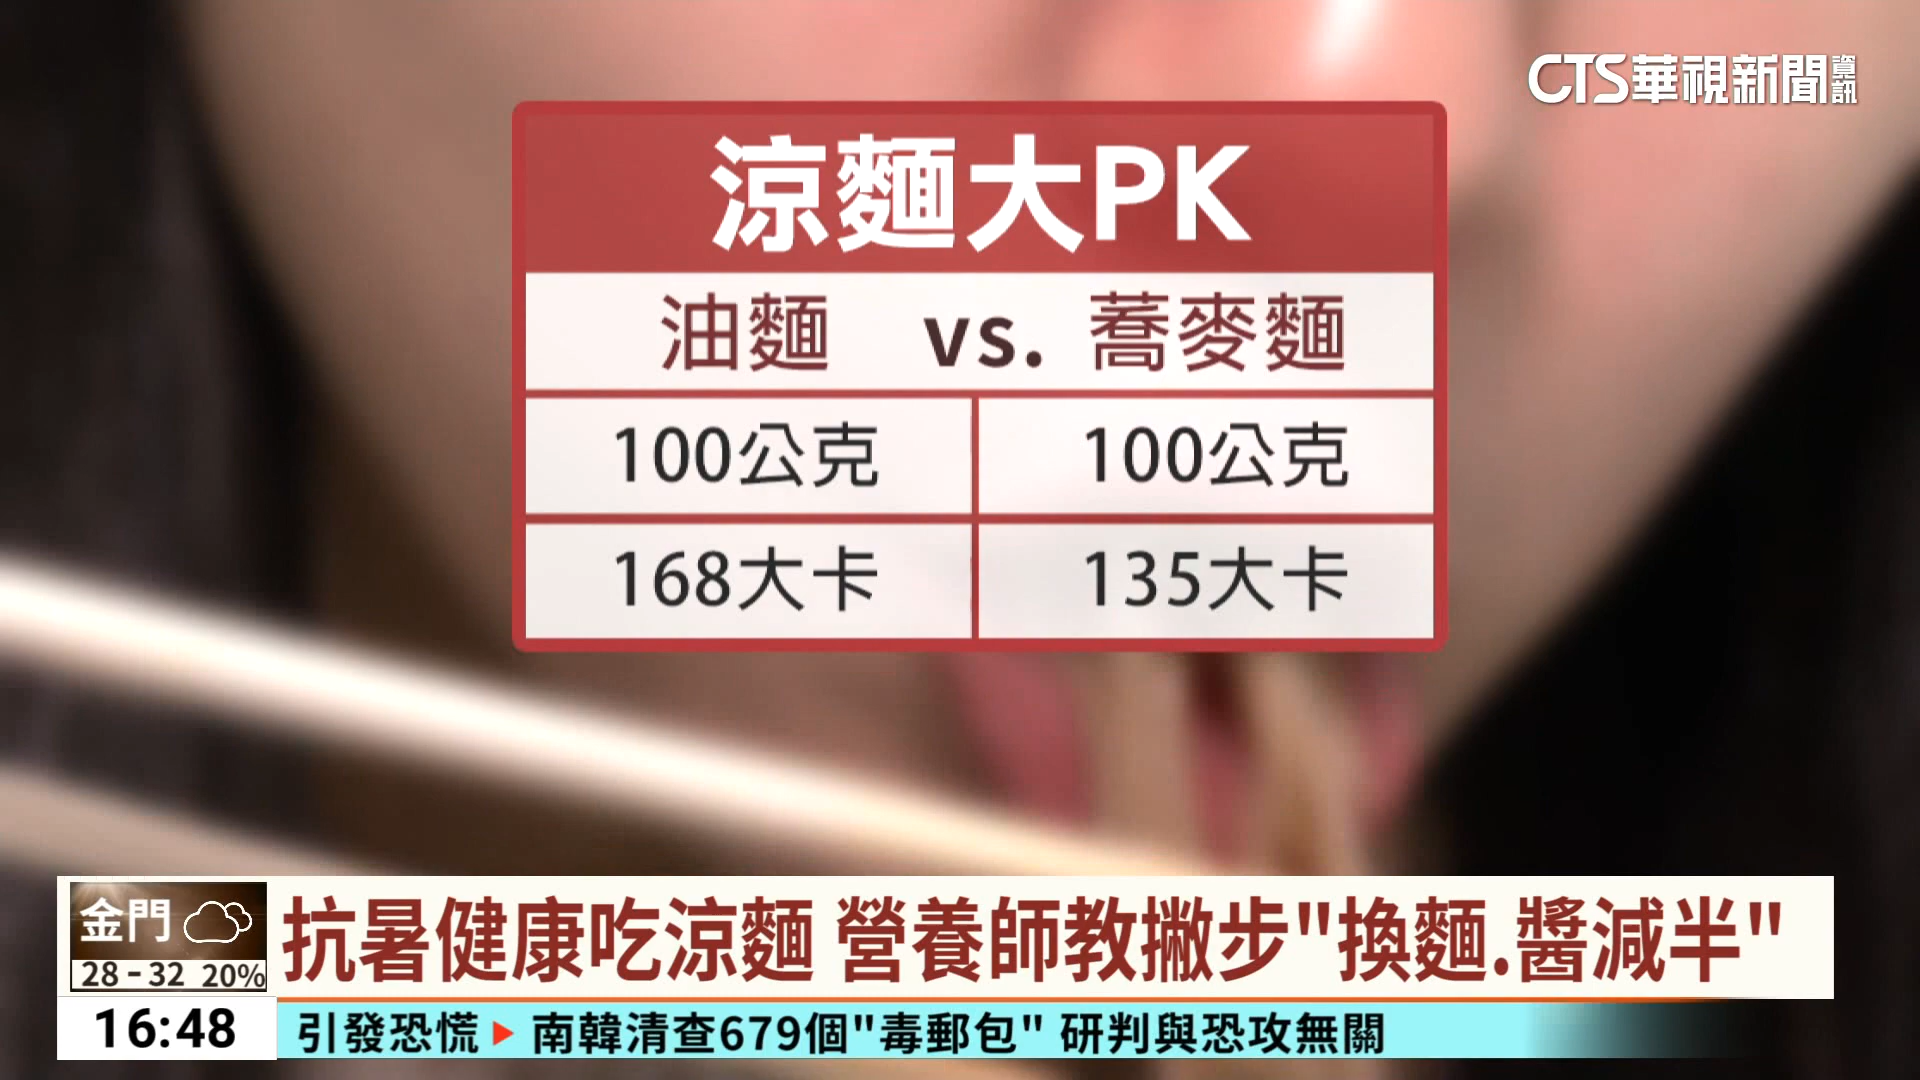 CTS華視新聞資訊
涼麵大PK
油麵 vs. 蕎麥麵
100公克 100公克
168大卡 135大卡
金門
28-32 20%
抗暑健康吃涼麵 營養師教撇步"換麵.醬減半"
16:48
引發恐慌▶南韓清查679個"毒郵包" 研判與恐攻無關